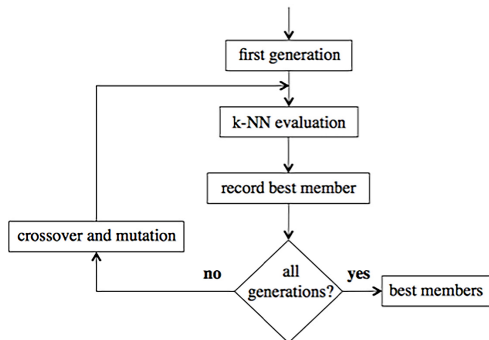 first generation
k-NN evaluation
record best member
crossover and mutation
no
all
yes
generations?
best members